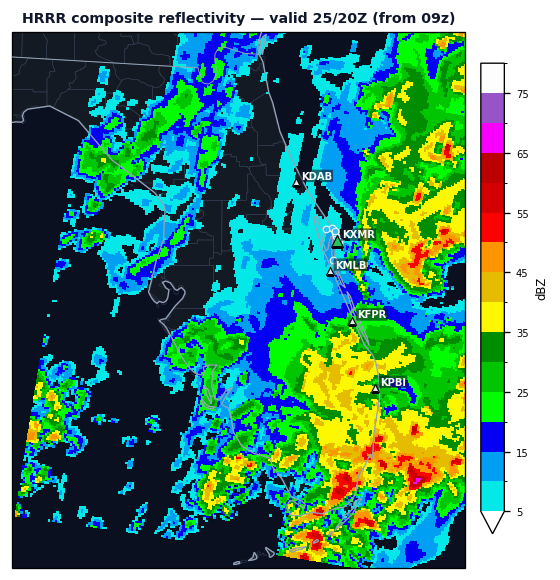 HRRR composite reflectivity — valid 25/20Z (from 09z)
KDAB
KXMR
KMLB
KFPR
KPBI
75
65
55
45
35
25
15
5
dBZ